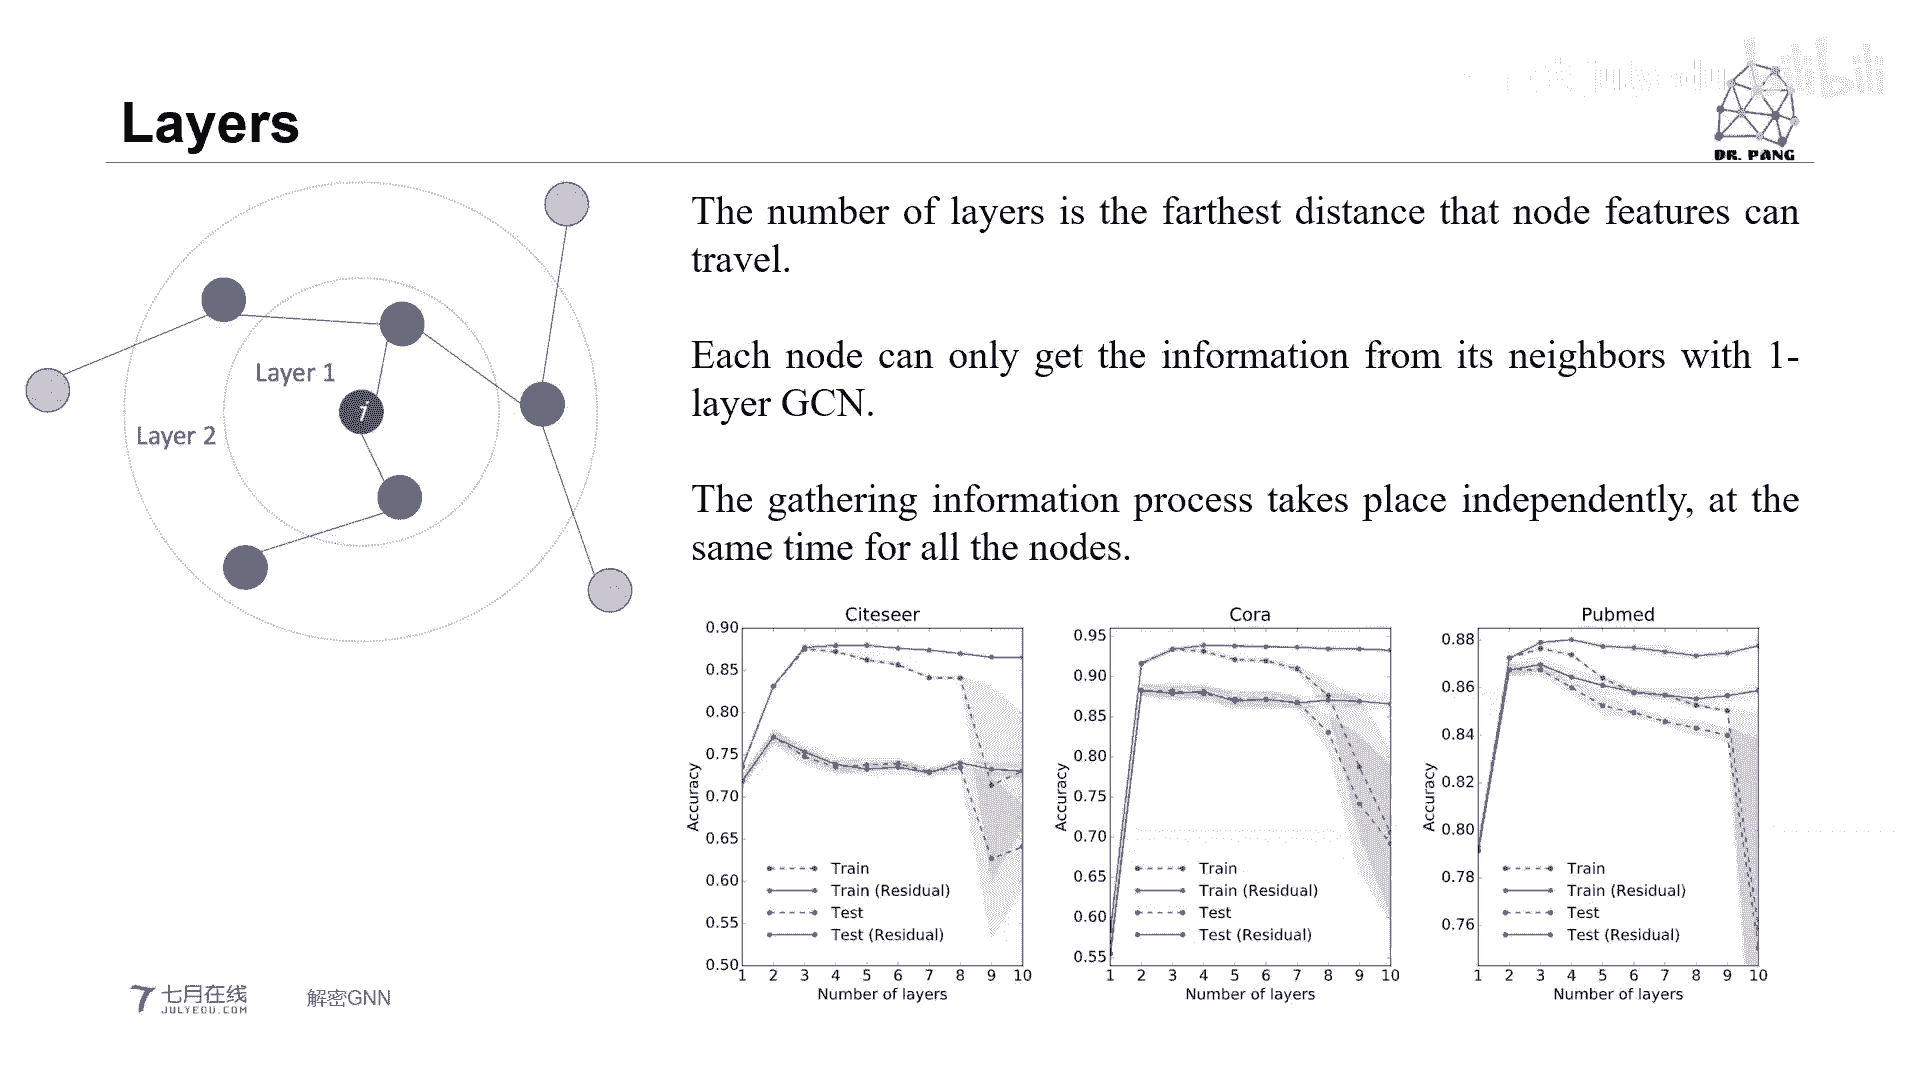 bilibili
Layers
DR. PANG
The number of layers is the farthest distance that node features can
travel.
Each node can only get the information from its neighbors with 1-
layer GCN.
The gathering information process takes place independently, at the
same time for all the nodes.
Layer 1
i
Layer 2
Citeseer
0.90
0.85
0.80
0.75
0.70
0.65
0.60
0.55
0.50
Accuracy
Train
Train (Residual)
Test
Test (Residual)
1 2 3 4 5 6 7 8 9 10
Number of layers
Cora
0.95
0.90
0.85
0.80
0.75
0.70
0.65
0.60
0.55
Accuracy
Train
Train (Residual)
Test
Test (Residual)
1 2 3 4 5 6 7 8 9 10
Number of layers
Pubmed
0.88
0.86
0.84
0.82
0.80
0.78
0.76
Accuracy
Train
Train (Residual)
Test
Test (Residual)
1 2 3 4 5 6 7 8 9 10
Number of layers
七月在线
JULYEDU.COM
解密GNN